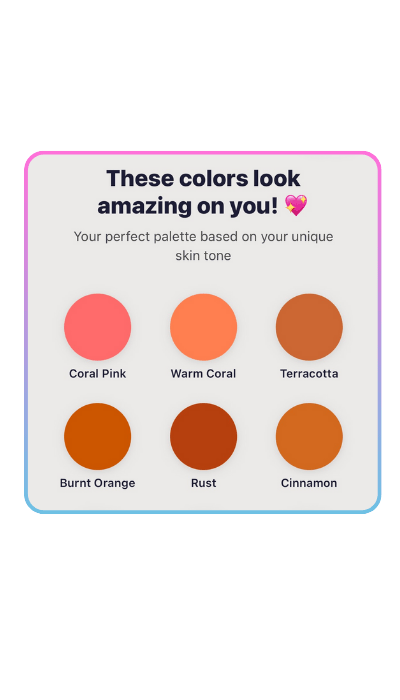 These colors look
amazing on you! 💖
Your perfect palette based on your unique
skin tone
Coral Pink
Warm Coral
Terracotta
Burnt Orange
Rust
Cinnamon